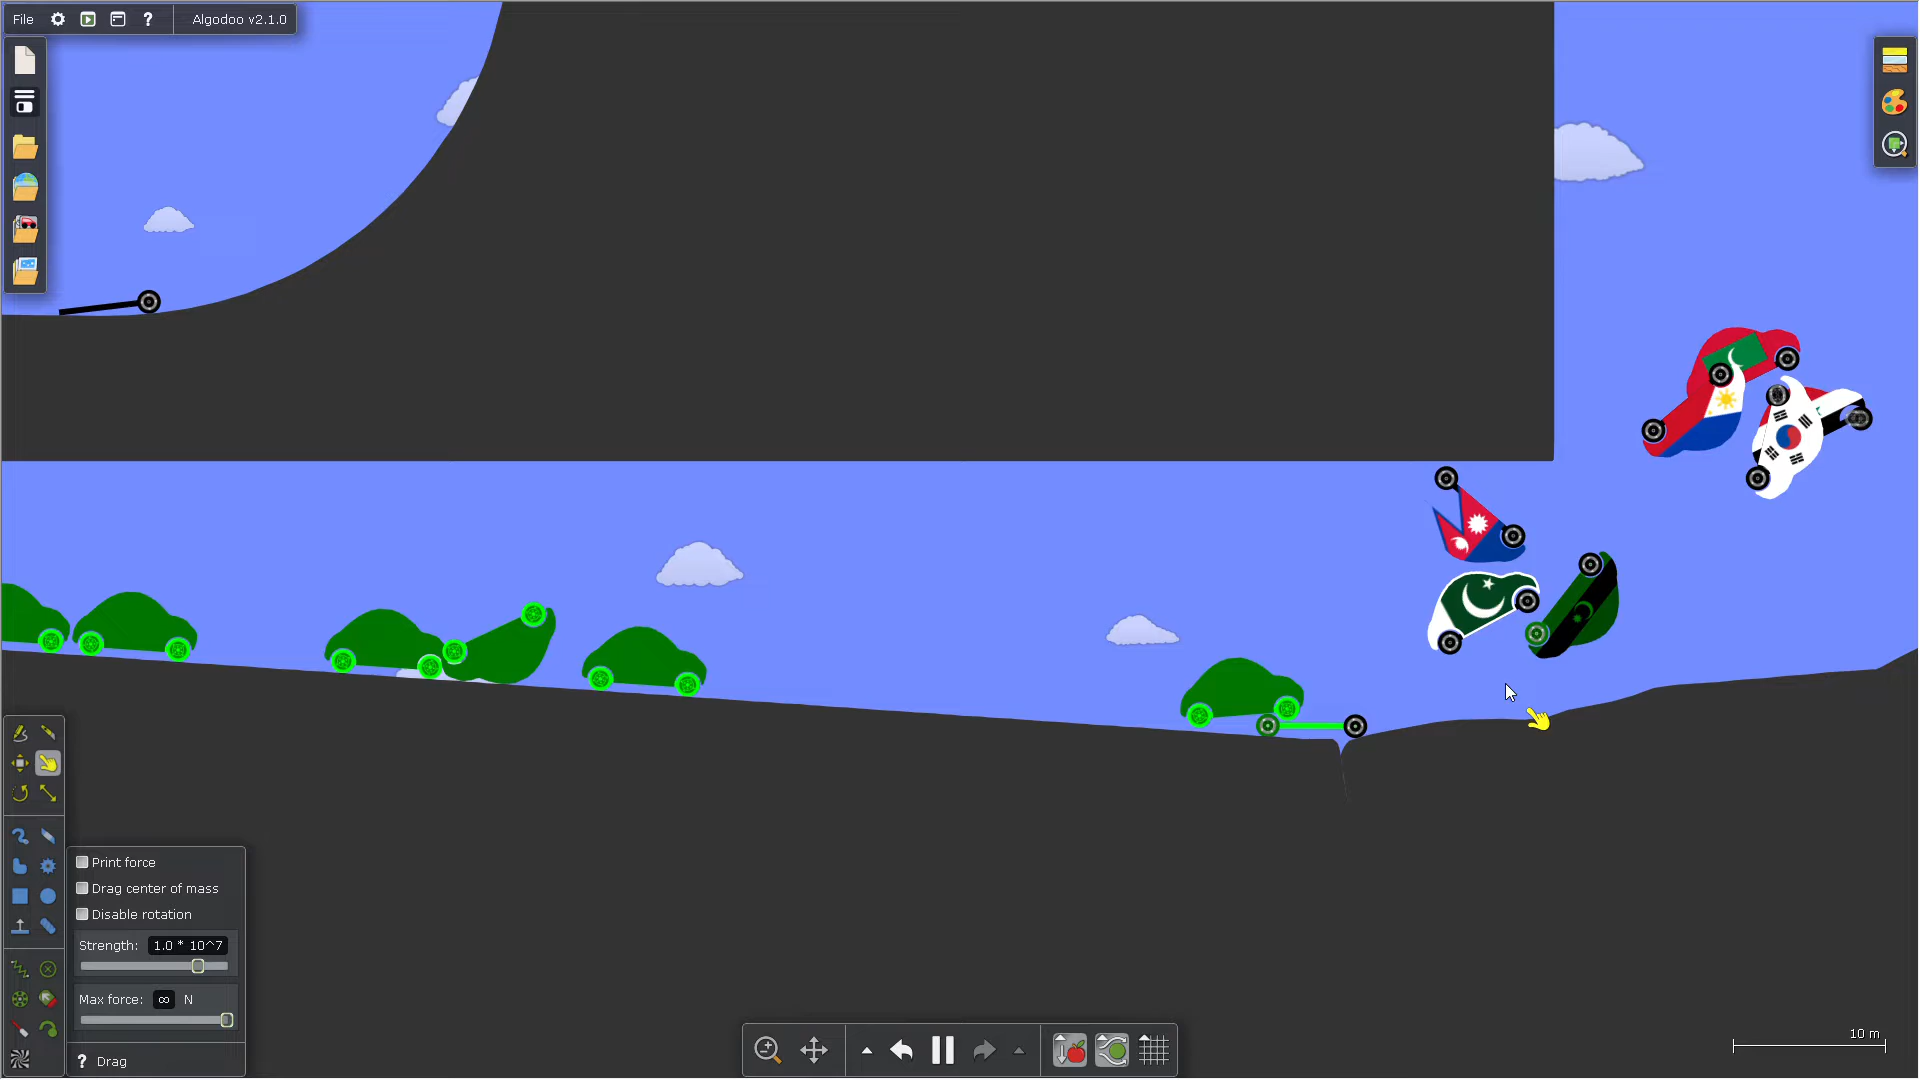 File ? Algodoo v2.1.0
Print force
Drag center of mass
Disable rotation
Strength: 1.0 * 10^7
Max force: ∞ N
? Drag
10 m